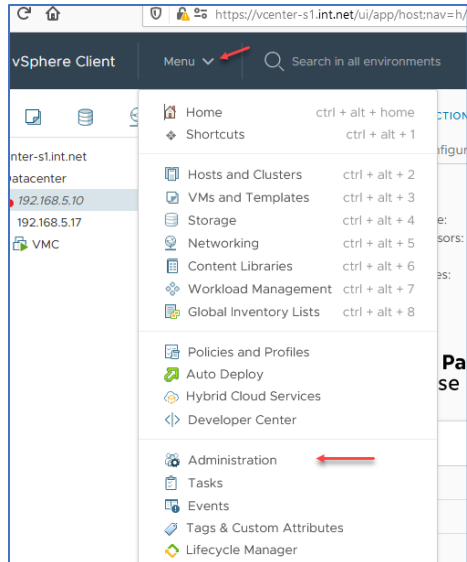 https://vcenter-s1.int.net/ui/app/host;nav=h/
vSphere Client Menu Search in all environments
Home ctrl + alt + home
Shortcuts ctrl + alt + 1
Hosts and Clusters ctrl + alt + 2
VMs and Templates ctrl + alt + 3
Storage ctrl + alt + 4
Networking ctrl + alt + 5
Content Libraries ctrl + alt + 6
Workload Management ctrl + alt + 7
Global Inventory Lists ctrl + alt + 8
Policies and Profiles
Auto Deploy
Hybrid Cloud Services
Developer Center
Administration
Tasks
Events
Tags & Custom Attributes
Lifecycle Manager
nter-s1.int.net
atacenter
192.168.5.10
192.168.5.17
VMC
CTION
nfigur
e:
sors:
es:
Pa
se